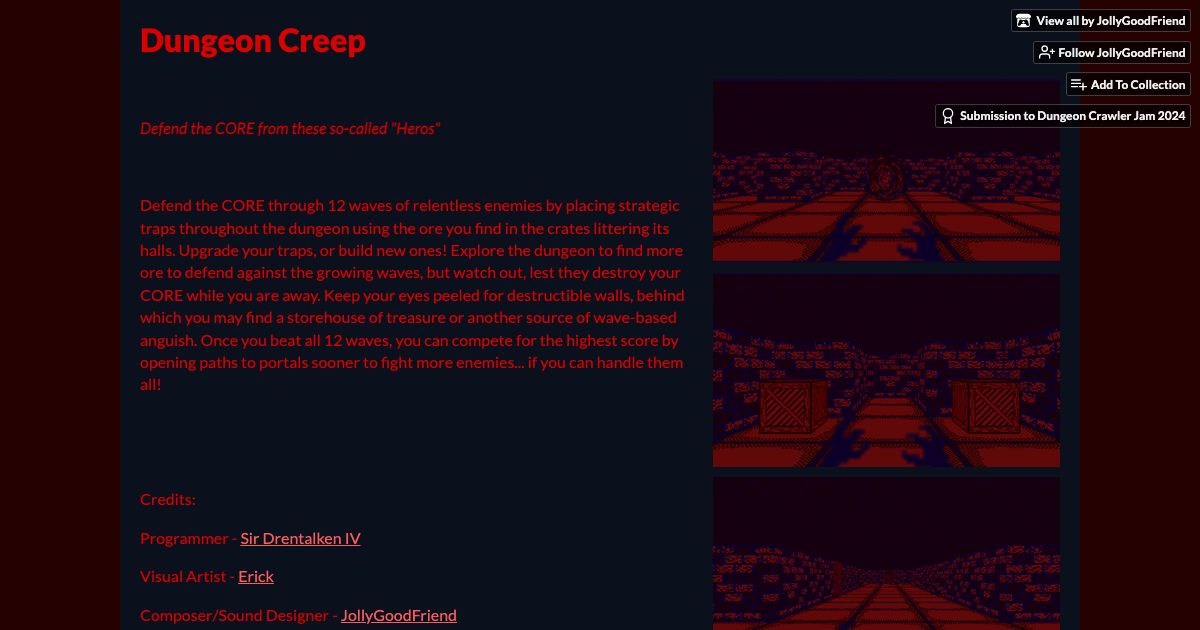 Dungeon Creep
View all by JollyGoodFriend
Follow JollyGoodFriend
Add To Collection
Submission to Dungeon Crawler Jam 2024
Defend the CORE from these so-called "Heros"
Defend the CORE through 12 waves of relentless enemies by placing strategic
traps throughout the dungeon using the ore you find in the crates littering its
halls. Upgrade your traps, or build new ones! Explore the dungeon to find more
ore to defend against the growing waves, but watch out, lest they destroy your
CORE while you are away. Keep your eyes peeled for destructible walls, behind
which you may find a storehouse of treasure or another source of wave-based
anguish. Once you beat all 12 waves, you can compete for the highest score by
opening paths to portals sooner to fight more enemies... if you can handle them
all!
Credits:
Programmer - Sir Drentalken IV
Visual Artist - Erick
Composer/Sound Designer - JollyGoodFriend